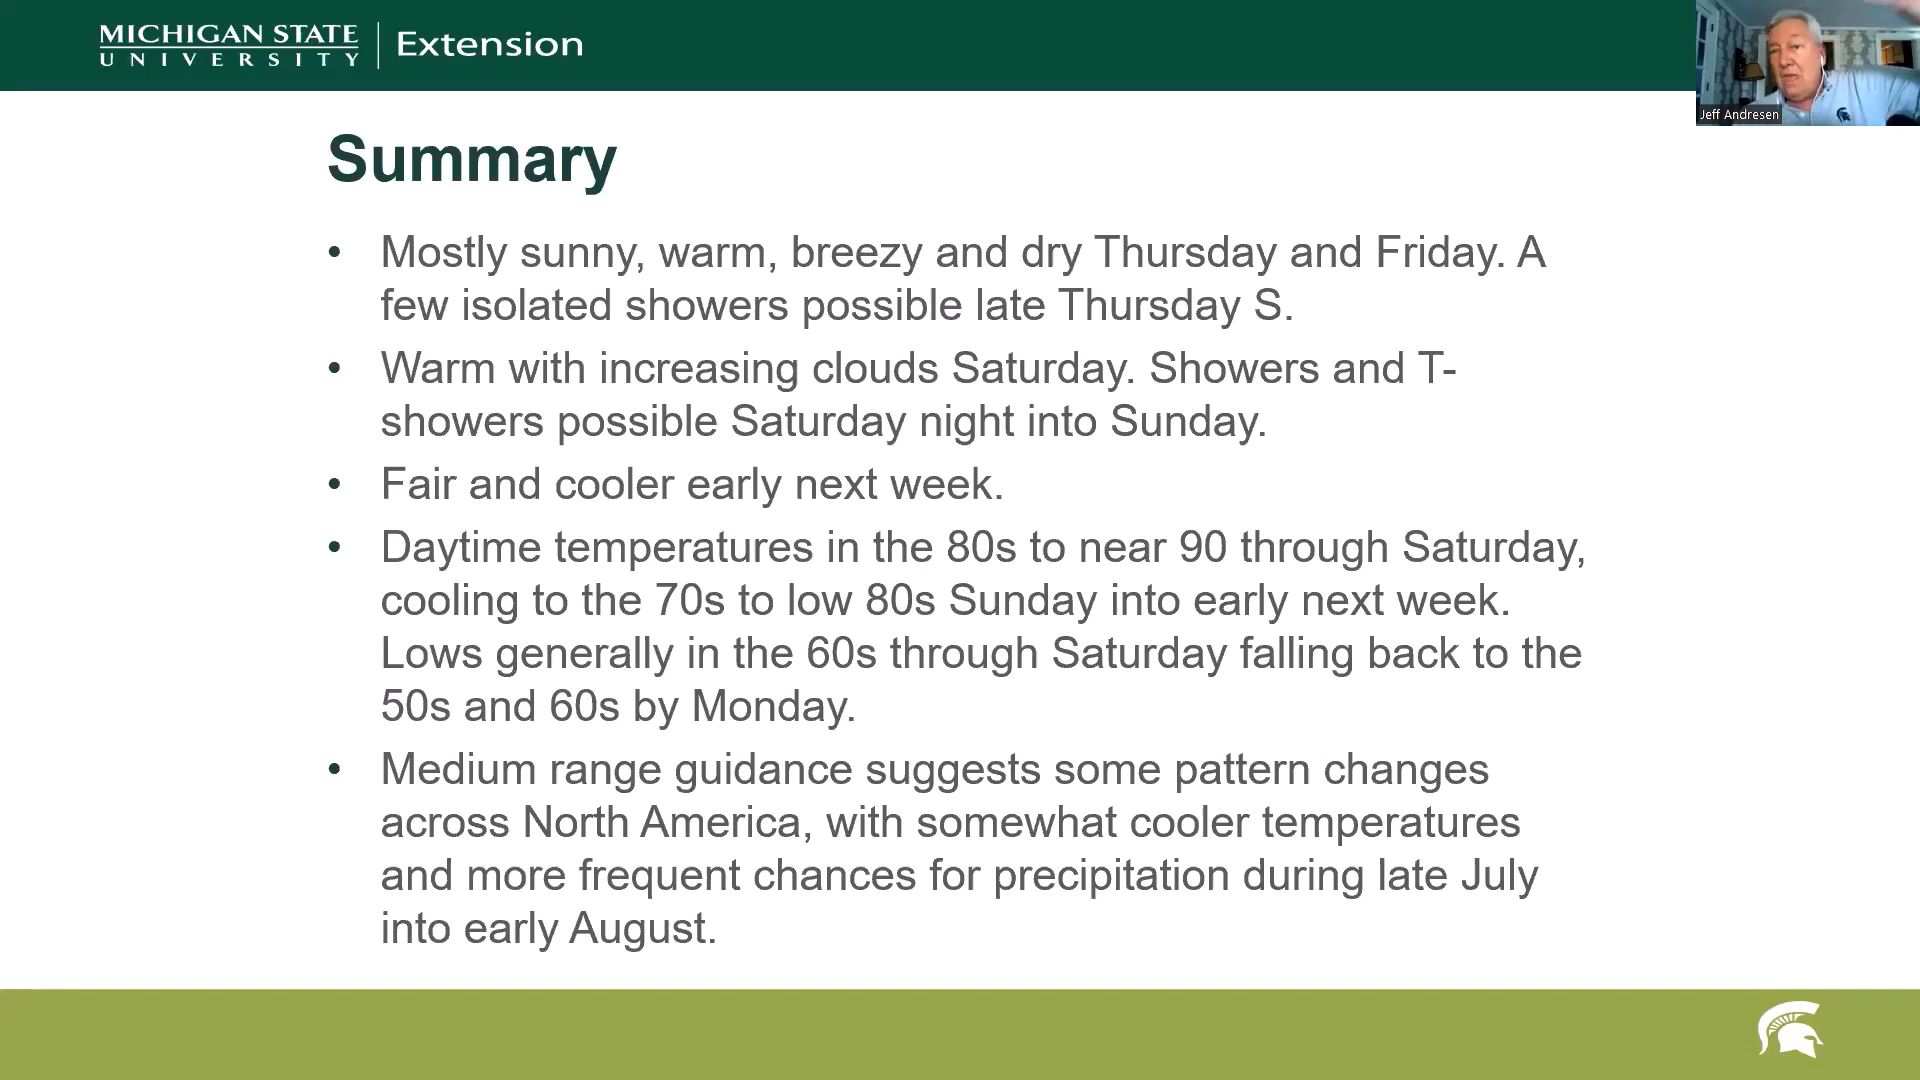 MICHIGAN STATE
UNIVERSITY
Extension
Jeff Andresen
Summary
• Mostly sunny, warm, breezy and dry Thursday and Friday. A
few isolated showers possible late Thursday S.
• Warm with increasing clouds Saturday. Showers and T-
showers possible Saturday night into Sunday.
• Fair and cooler early next week.
• Daytime temperatures in the 80s to near 90 through Saturday,
cooling to the 70s to low 80s Sunday into early next week.
Lows generally in the 60s through Saturday falling back to the
50s and 60s by Monday.
• Medium range guidance suggests some pattern changes
across North America, with somewhat cooler temperatures
and more frequent chances for precipitation during late July
into early August.